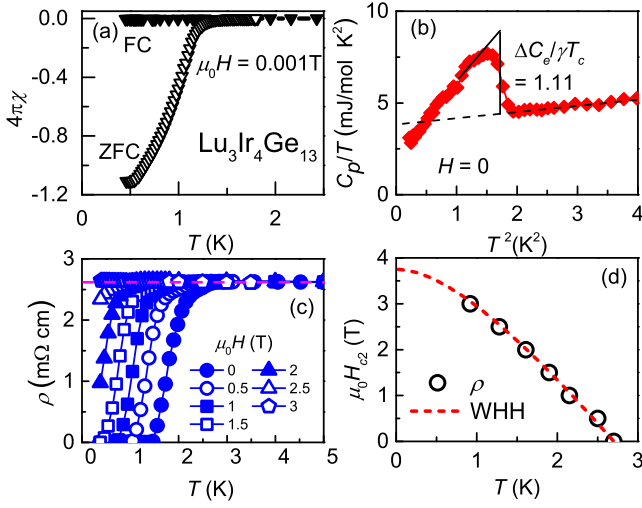 (a)
0.0
-0.4
-0.8
-1.2
4πχ
FC
μ₀H = 0.001T
ZFC
Lu₃Ir₄Ge₁₃
0 1 2
T (K)
(b)
10
5
0
Cₚ/T (mJ/mol K²)
ΔCₑ/γT_c
= 1.11
H = 0
0 1 2 3 4
T²(K²)
(c)
3
2
1
0
ρ (mΩ cm)
μ₀H (T)
0 2
0.5 2.5
1 3
1.5
0 1 2 3 4 5
T (K)
(d)
5
4
3
2
1
0
μ₀H_c2 (T)
ρ
WHH
0 1 2 3
T (K)